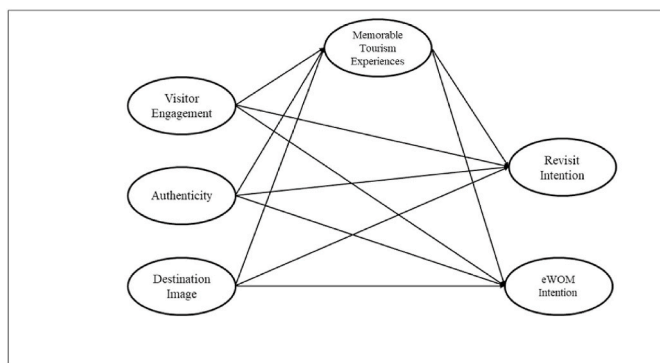 Memorable
Tourism
Experiences
Visitor
Engagement
Authenticity
Revisit
Intention
Destination
Image
eWOM
Intention